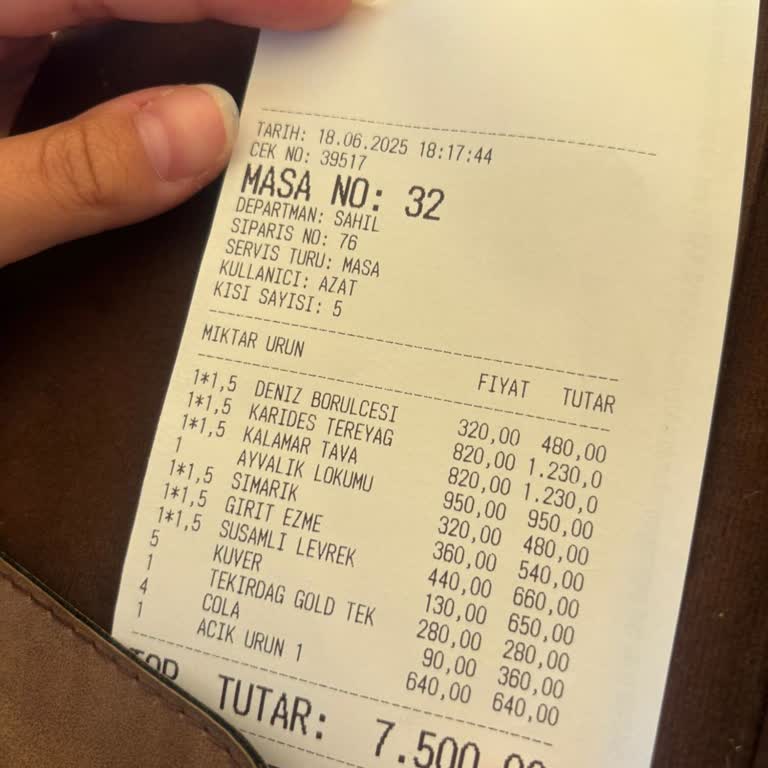 TARIH: 18.06.2025 18:17:44
CEK NO: 39517
MASA NO: 32
DEPARTMAN: SAHIL
SIPARIS NO: 76
SERVIS TURU: MASA
KULLANICI: AZAT
KISI SAYISI: 5
MIKTAR URUN FIYAT TUTAR
1*1,5 DENIZ BORULCESI 320,00 480,00
1*1,5 KARIDES TEREYAG 820,00 1.230,0
1*1,5 KALAMAR TAVA 820,00 1.230,0
1 AYVALIK LOKUMU 950,00 950,00
1*1,5 SIMARIK 320,00 480,00
1*1,5 GIRIT EZME 360,00 540,00
1*1,5 SUSAMLI LEVREK 440,00 660,00
5 KUVER 130,00 650,00
1 TEKIRDAG GOLD TEK 280,00 280,00
4 COLA 90,00 360,00
1 ACIK URUN 1 640,00 640,00
TOP TUTAR: 7.500,00